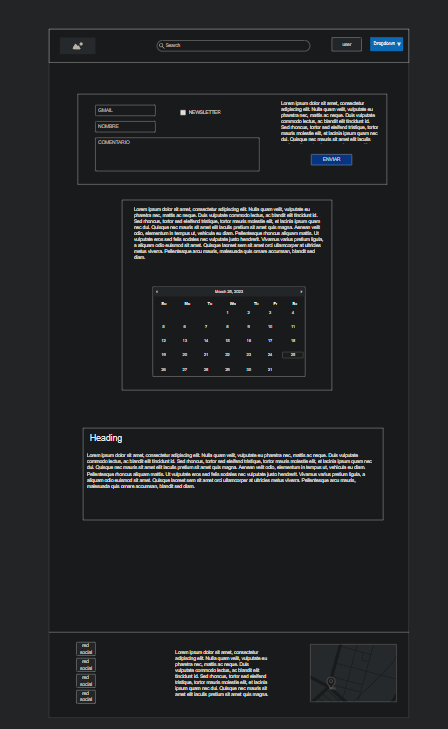 Search
user
Dropdown
GMAIL
NEWSLETTER
NOMBRE
COMENTARIO
Lorem ipsum dolor sit amet, consectetur
adipiscing elit. Nulla quam velit, vulputate eu
pharetra nec, mattis ac neque. Duis vulputate
commodo lectus, ac blandit elit tincidunt id.
Sed rhoncus, tortor sed eleifend tristique, tortor
mauris molestie elit, et lacinia ipsum quam nec
dui. Quisque nec mauris sit amet elit iaculis
ENVIAR
Lorem ipsum dolor sit amet, consectetur adipiscing elit. Nulla quam velit, vulputate eu
pharetra nec, mattis ac neque. Duis vulputate commodo lectus, ac blandit elit tincidunt id. Sed
rhoncus, tortor sed eleifend tristique, tortor mauris molestie elit, et lacinia ipsum quam
nec dui. Quisque nec mauris sit amet elit iaculis pretium sit amet quis magna. Aenean velit
odio, elementum in tempus ut, vehicula eu diam. Pellentesque rhoncus aliquam mattis. Ut
vulputate eros sed felis sodales nec vulputate justo hendrerit. Vivamus varius pretium ligula,
a aliquam odio euismod sit amet. Quisque laoreet sem sit amet orci ullamcorper at ultricies
metus viverra. Pellentesque arcu mauris, malesuada quis ornare accumsan, blandit sed
diam.
Su Mo Tu We Th Fr Sa
1 2 3 4
5 6 7 8 9 10 11
12 13 14 15 16 17 18
19 20 21 22 23 24 25
26 27 28 29 30 31
Heading
Lorem ipsum dolor sit amet, consectetur adipiscing elit. Nulla quam velit, vulputate eu pharetra nec, mattis ac neque. Duis vulputate
commodo lectus, ac blandit elit tincidunt id. Sed rhoncus, tortor sed eleifend tristique, tortor mauris molestie elit, et lacinia ipsum quam nec
dui. Quisque nec mauris sit amet elit iaculis pretium sit amet quis magna. Aenean velit odio, elementum in tempus ut, vehicula eu diam.
Pellentesque rhoncus aliquam mattis. Ut vulputate eros sed felis sodales nec vulputate justo hendrerit. Vivamus varius pretium ligula, a
aliquam odio euismod sit amet. Quisque laoreet sem sit amet orci ullamcorper at ultricies metus viverra. Pellentesque arcu mauris,
malesuada quis ornare accumsan, blandit sed diam.
red
social
red
social
red
social
red
social
Lorem ipsum dolor sit amet, consectetur
adipiscing elit. Nulla quam velit, vulputate eu
pharetra nec, mattis ac neque. Duis
vulputate commodo lectus, ac blandit elit
tincidunt id. Sed rhoncus, tortor sed eleifend
tristique, tortor mauris molestie elit, et lacinia
ipsum quam nec dui. Quisque nec mauris sit
amet elit iaculis pretium sit amet quis magna.